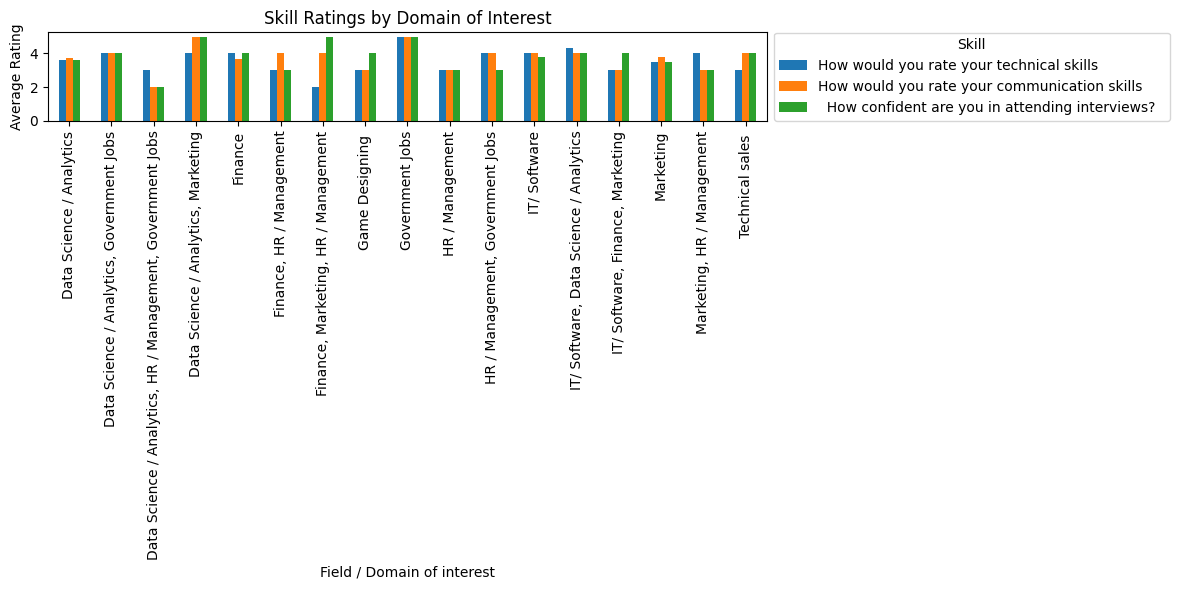 Skill Ratings by Domain of Interest
Average Rating
4
2
0
Data Science / Analytics
Data Science / Analytics, Government Jobs
Data Science / Analytics, HR / Management, Government Jobs
Data Science / Analytics, Marketing
Finance
Finance, HR / Management
Finance, Marketing, HR / Management
Game Designing
Government Jobs
HR / Management
HR / Management, Government Jobs
IT/ Software
IT/ Software, Data Science / Analytics
IT/ Software, Finance, Marketing
Marketing
Marketing, HR / Management
Technical sales
Field / Domain of interest
Skill
How would you rate your technical skills
How would you rate your communication skills
How confident are you in attending interviews?